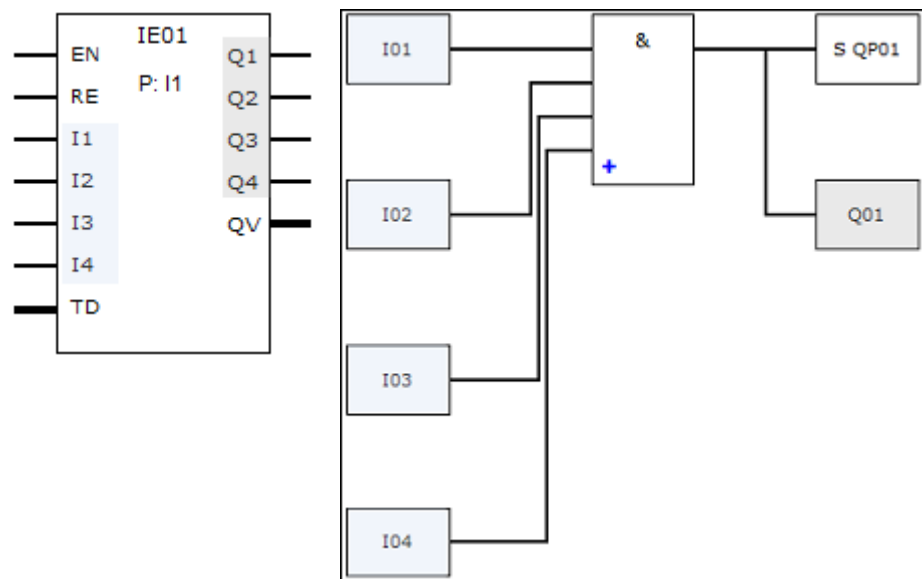 IE01
P: I1
EN
RE
I1
I2
I3
I4
TD
Q1
Q2
Q3
Q4
QV
I01
I02
I03
I04
&
+
S QP01
Q01